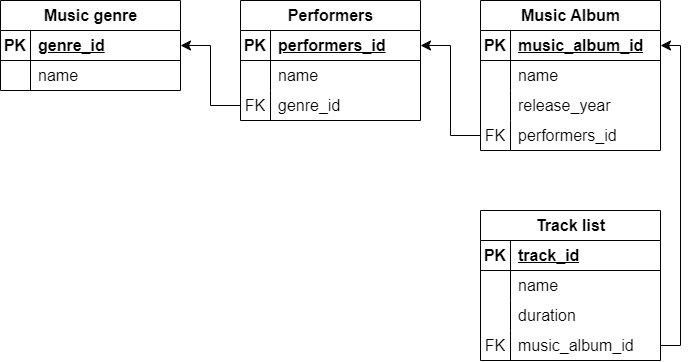 Music genre
PK genre_id
name
Performers
PK performers_id
name
FK genre_id
Music Album
PK music_album_id
name
release_year
FK performers_id
Track list
PK track_id
name
duration
FK music_album_id